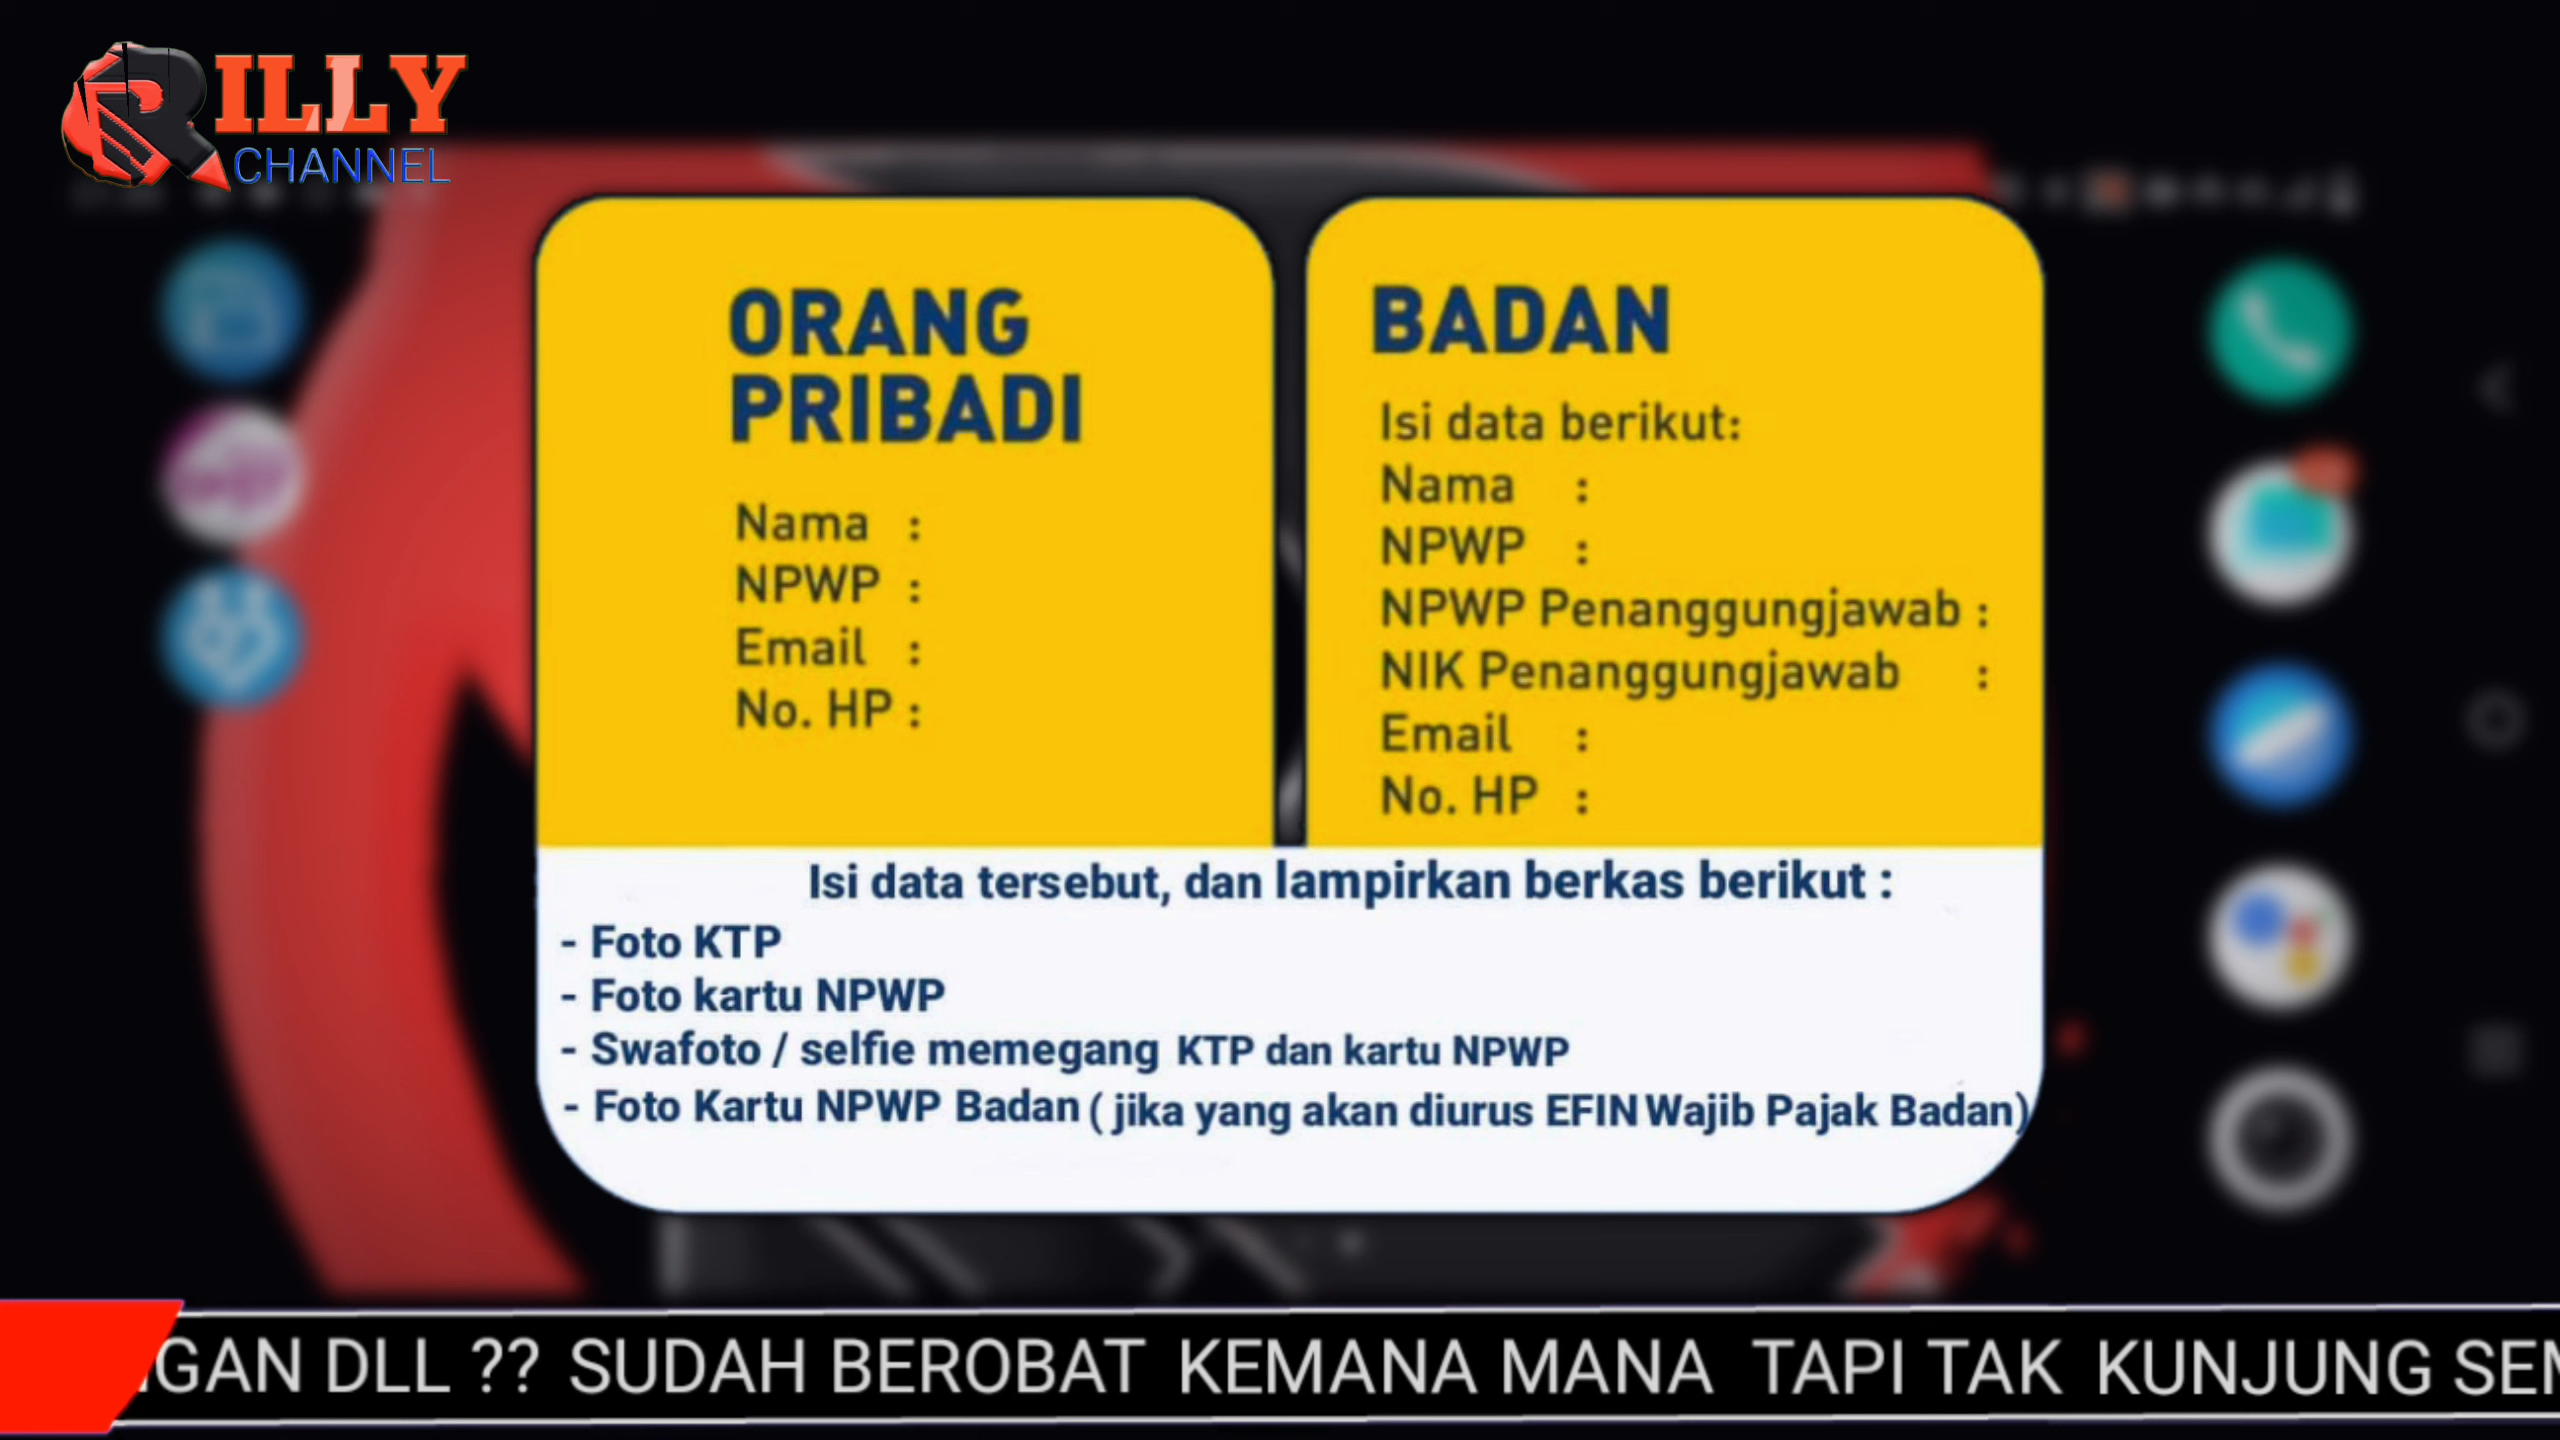 RILLY
CHANNEL
ORANG
PRIBADI
Nama :
NPWP :
Email :
No. HP :
BADAN
Isi data berikut:
Nama :
NPWP :
NPWP Penanggungjawab :
NIK Penanggungjawab :
Email :
No. HP :
Isi data tersebut, dan lampirkan berkas berikut :
- Foto KTP
- Foto kartu NPWP
- Swafoto / selfie memegang KTP dan kartu NPWP
- Foto Kartu NPWP Badan ( jika yang akan diurus EFIN Wajib Pajak Badan)
GAN DLL ?? SUDAH BEROBAT KEMANA MANA TAPI TAK KUNJUNG SEM